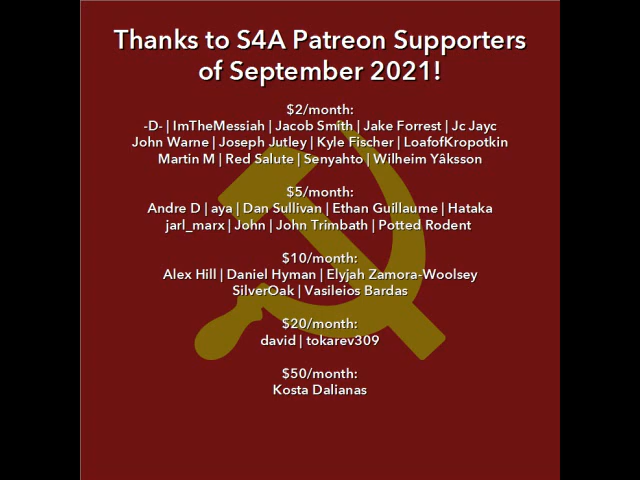 Thanks to S4A Patreon Supporters
of September 2021!
$2/month:
-D- | ImTheMessiah | Jacob Smith | Jake Forrest | Jc Jayc
John Warne | Joseph Jutley | Kyle Fischer | LoafofKropotkin
Martin M | Red Salute | Senyahto | Wilheim Yâksson
$5/month:
Andre D | aya | Dan Sullivan | Ethan Guillaume | Hataka
jarl_marx | John | John Trimbath | Potted Rodent
$10/month:
Alex Hill | Daniel Hyman | Elyjah Zamora-Woolsey
SilverOak | Vasileios Bardas
$20/month:
david | tokarev309
$50/month:
Kosta Dalianas